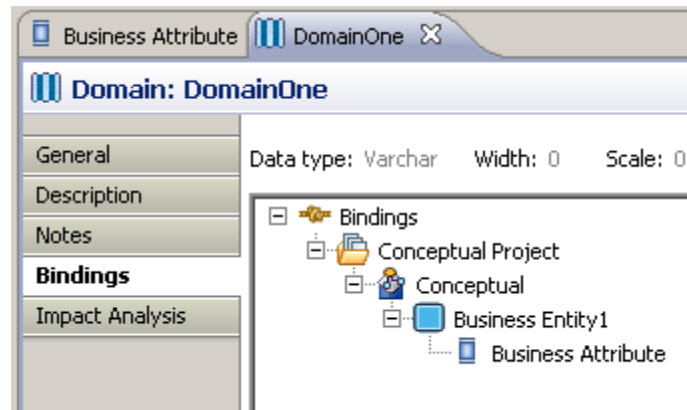 Business Attribute DomainOne
Domain: DomainOne
General
Description
Notes
Bindings
Impact Analysis
Data type: Varchar Width: 0 Scale: 0
Bindings
Conceptual Project
Conceptual
Business Entity1
Business Attribute